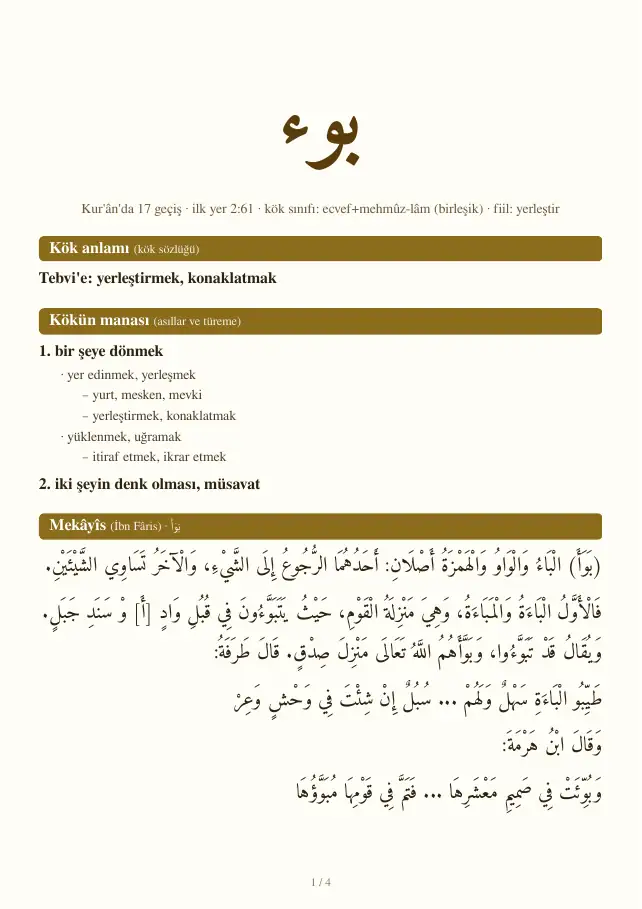 بوء
Kur'ân'da 17 geçiş · ilk yer 2:61 · kök sınıfı: ecvef+mehmûz-lâm (birleşik) · fiil: yerleştir
Kök anlamı (kök sözlüğü)
Tebvi'e: yerleştirmek, konaklatmak
Kökün manası (asıllar ve türeme)
1. bir şeye dönmek
· yer edinmek, yerleşmek
– yurt, mesken, mevki
– yerleştirmek, konaklatmak
· yüklenmek, uğramak
– itiraf etmek, ikrar etmek
2. iki şeyin denk olması, müsavat
Mekâyîs (İbn Fâris) · بَوَأَ
(بَوَأَ) الْبَاءُ وَالْوَاوُ وَالْهَمْزَةُ أَصْلَانِ: أَحَدُهُمَا الرُّجُوعُ إِلَى الشَّيْءِ، وَالْآخَرُ تَسَاوِي الشَّيْئَيْنِ.
فَالْأَوَّلُ الْبَاءَةُ وَالْمَبَاءَةُ، وَهِيَ مَنْزِلَةُ الْقَوْمِ، حَيْثُ يَتَبَوَّءُونَ فِي قُبُلِ وَادٍ [أَ] وْ سَنَدِ جَبَلٍ.
وَيُقَالُ قَدْ تَبَوَّءُوا، وَبَوَّأَهُمُ اللَّهُ تَعَالَى مَنْزِلَ صِدْقٍ. قَالَ طَرَفَةُ:
طَيِّبُو الْبَاءَةِ سَهْلٌ وَلَهُمْ ... سُبُلٌ إِنْ شِئْتَ فِي وَحْشٍ وَعِرْ
وَقَالَ ابْنُ هَرْمَةَ:
وَبُوِّئَتْ فِي صَمِيمِ مَعْشَرِهَا ... فَتَمَّ فِي قَوْمِهَا مُبَوَّؤُهَا
1 / 4